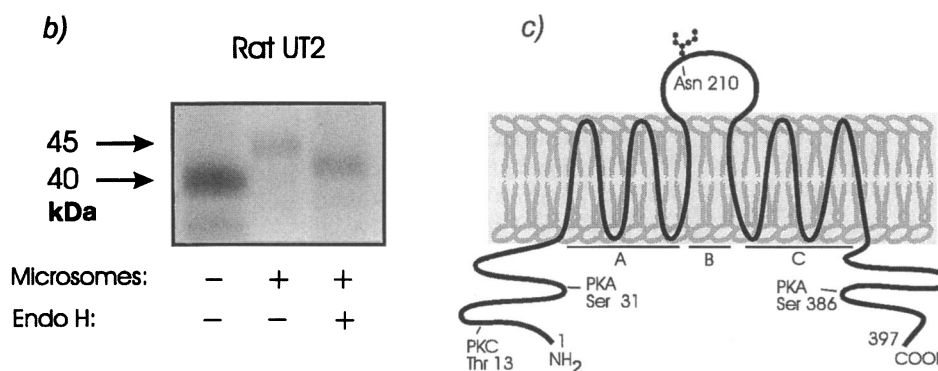 b)
Rat UT2
45
40
kDa
Microsomes: – + +
Endo H: – – +
c)
Asn 210
A B C
PKA
Ser 31
PKA
Ser 386
PKC
Thr 13
1
NH2
397
COOH